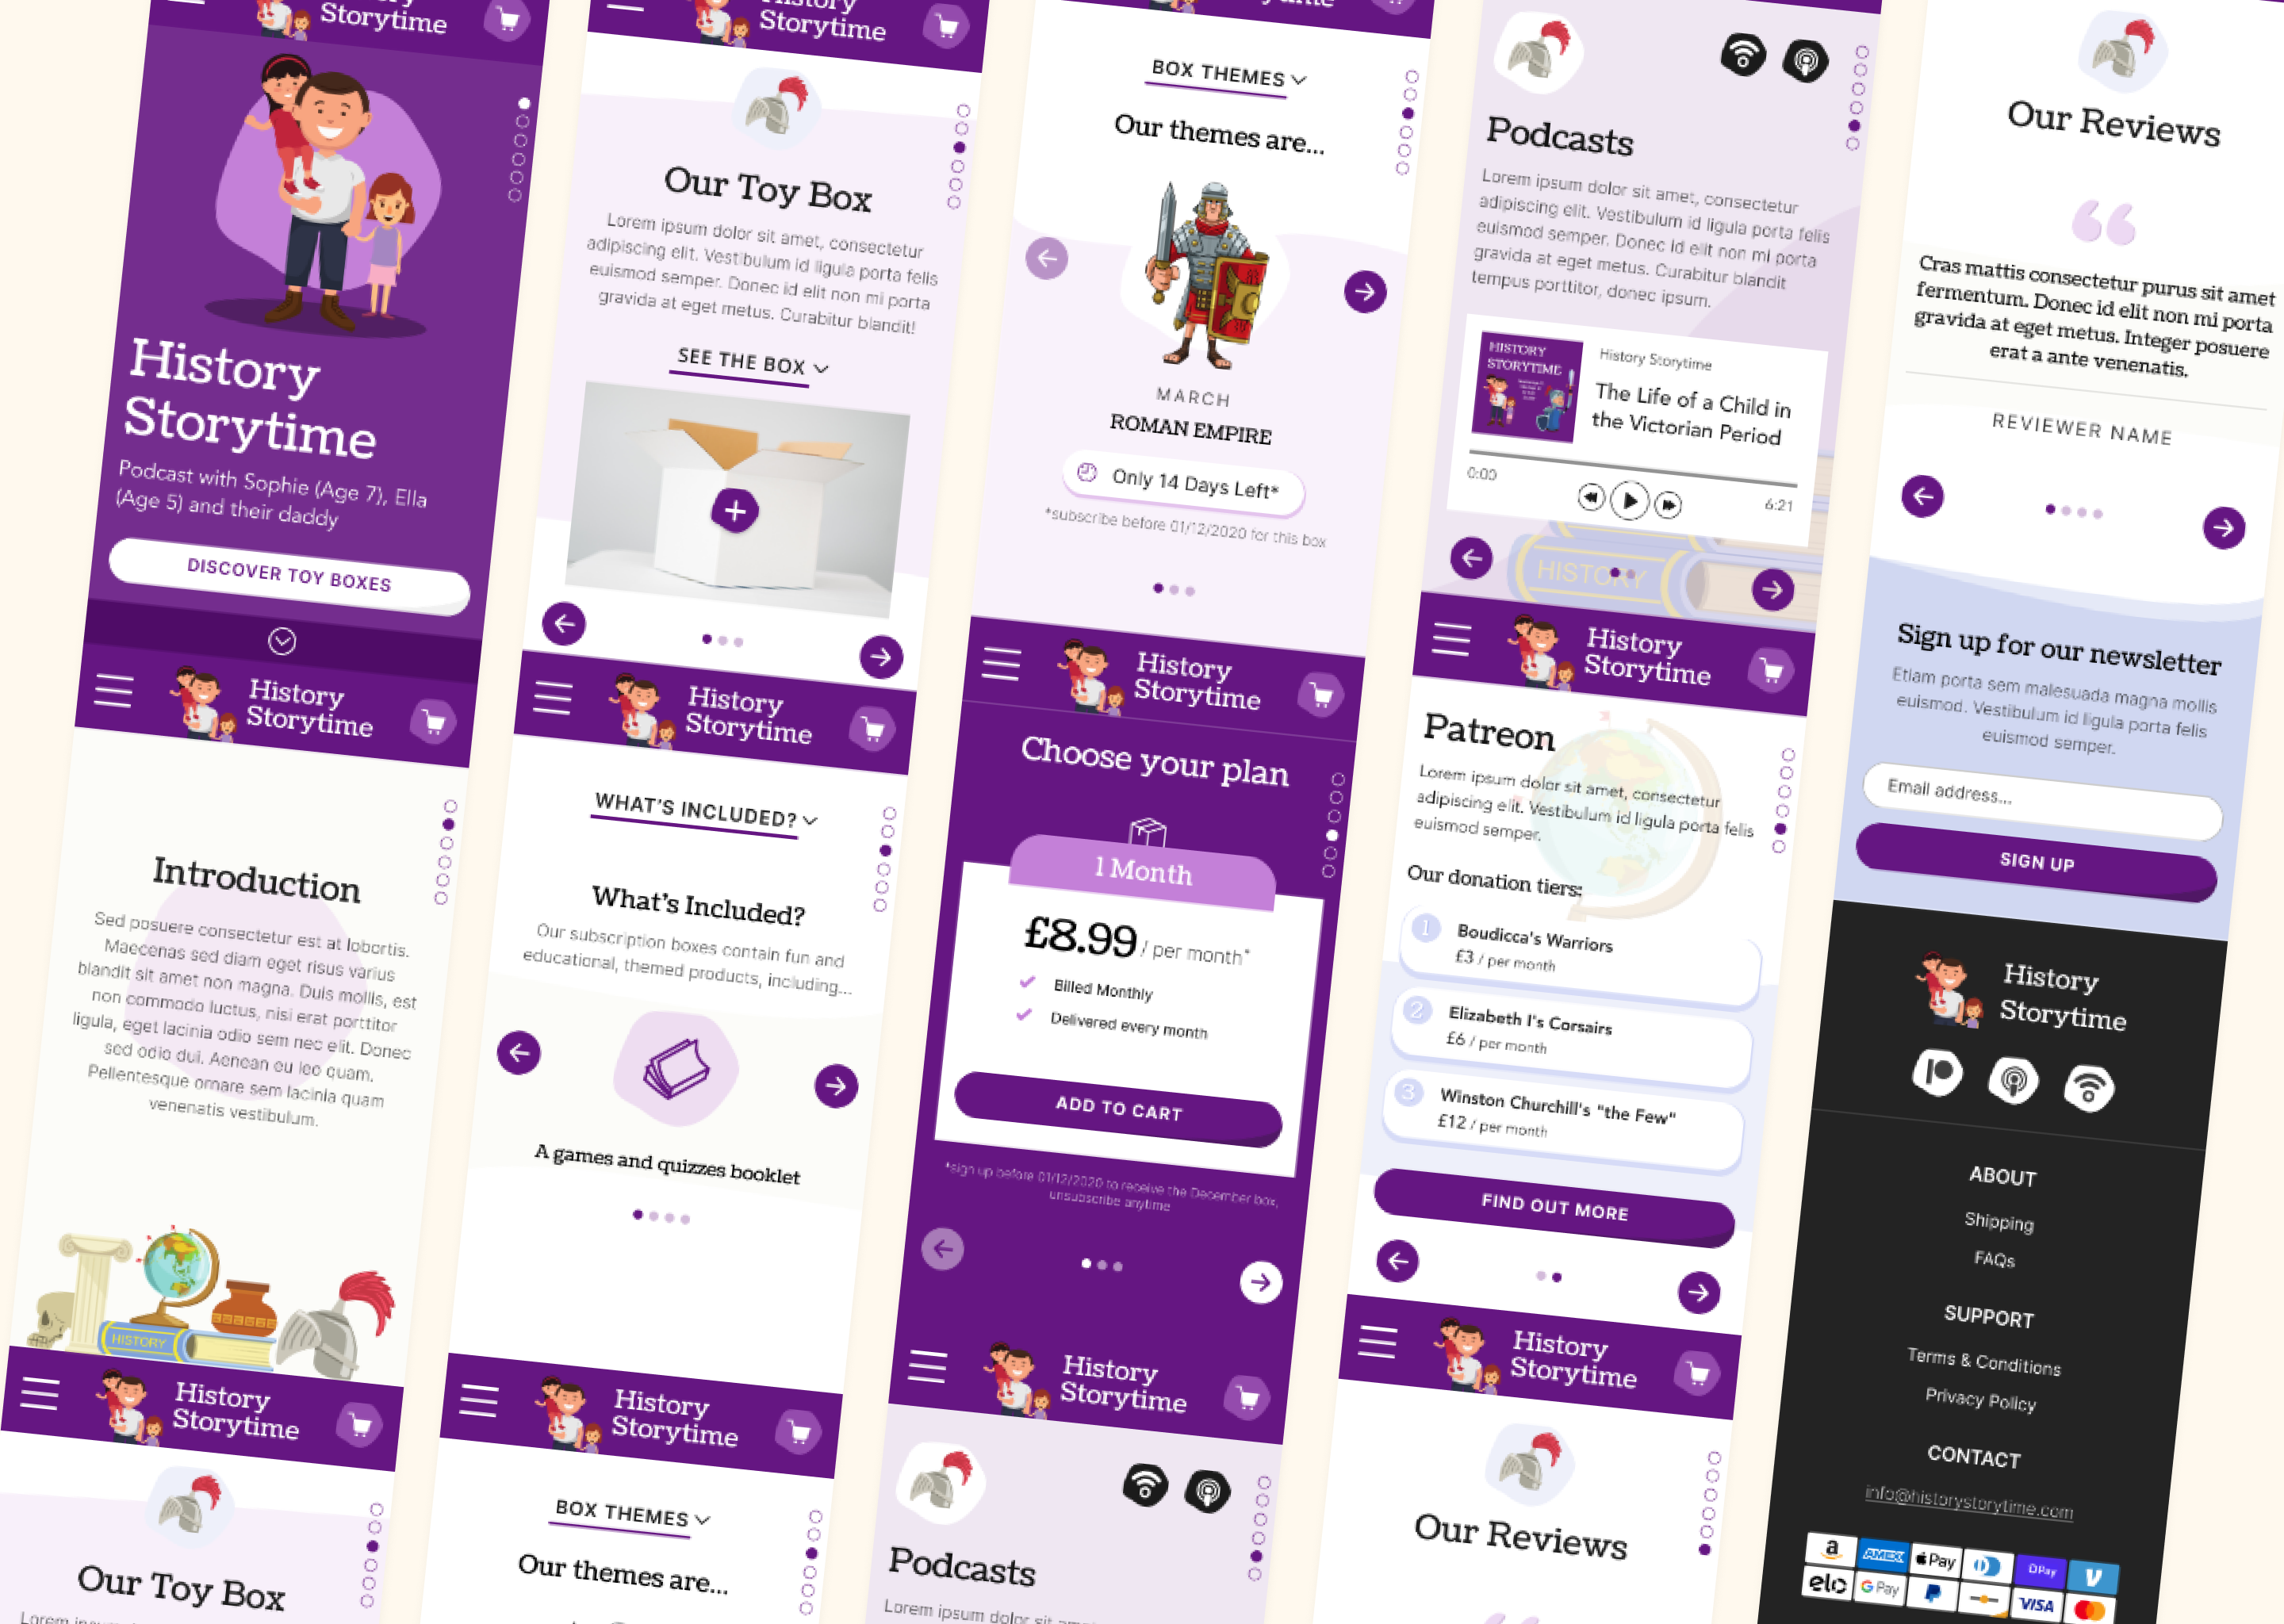 Storytime
History
Storytime
Podcast with Sophie (Age 7), Ella
(Age 5) and their daddy
DISCOVER TOY BOXES
History
Storytime
Introduction
Sed posuere consectetur est at lobortis.
Maecenas sed diam eget risus varius
blandit sit amet non magna. Duis mollis, est
non commodo luctus, nisi erat porttitor
ligula, eget lacinia odio sem nec elit. Donec
sed odio dui. Aenean eu leo quam.
Pellentesque ornare sem lacinia quam
venenatis vestibulum.
HISTORY
History
Storytime
Our Toy Box
Storytime
Our Toy Box
Lorem ipsum dolor sit amet, consectetur
adipiscing elit. Vestibulum id ligula porta felis
euismod semper. Donec id elit non mi porta
gravida at eget metus. Curabitur blandit!
SEE THE BOX
History
Storytime
WHAT'S INCLUDED?
What's Included?
Our subscription boxes contain fun and
educational, themed products, including...
A games and quizzes booklet
History
Storytime
BOX THEMES
Our themes are...
BOX THEMES
Our themes are...
MARCH
ROMAN EMPIRE
Only 14 Days Left*
*subscribe before 01/12/2020 for this box
History
Storytime
Choose your plan
1 Month
£8.99 / per month*
Billed Monthly
Delivered every month
ADD TO CART
*sign up before 01/12/2020 to receive the December box,
unsubscribe anytime
History
Storytime
Podcasts
Lorem ipsum dolor sit
Podcasts
Lorem ipsum dolor sit amet, consectetur
adipiscing elit. Vestibulum id ligula porta felis
euismod semper. Donec id elit non mi porta
gravida at eget metus. Curabitur blandit
tempus porttitor, donec ipsum.
HISTORY
STORYTIME
History Storytime
The Life of a Child in
the Victorian Period
0:00
6:21
HISTORY
History
Storytime
Patreon
Lorem ipsum dolor sit amet, consectetur
adipiscing elit. Vestibulum id ligula porta felis
euismod semper.
Our donation tiers:
1
Boudicca's Warriors
£3 / per month
2
Elizabeth I's Corsairs
£6 / per month
3
Winston Churchill's "the Few"
£12 / per month
FIND OUT MORE
History
Storytime
Our Reviews
Our Reviews
Cras mattis consectetur purus sit amet
fermentum. Donec id elit non mi porta
gravida at eget metus. Integer posuere
erat a ante venenatis.
REVIEWER NAME
Sign up for our newsletter
Etiam porta sem malesuada magna mollis
euismod. Vestibulum id ligula porta felis
euismod semper.
Email address...
SIGN UP
History
Storytime
ABOUT
Shipping
FAQs
SUPPORT
Terms & Conditions
Privacy Policy
CONTACT
info@historystorytime.com
a AMEX Pay DPay V
elo G Pay VISA